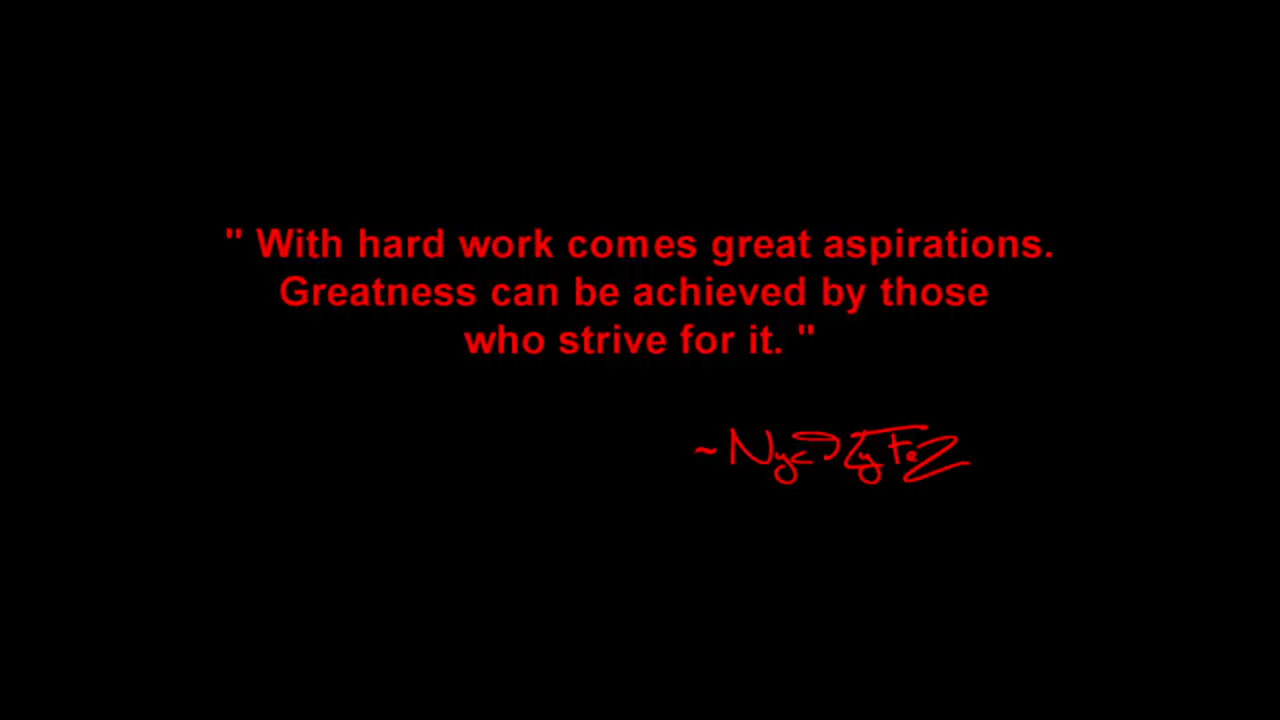 " With hard work comes great aspirations.
Greatness can be achieved by those
who strive for it. "